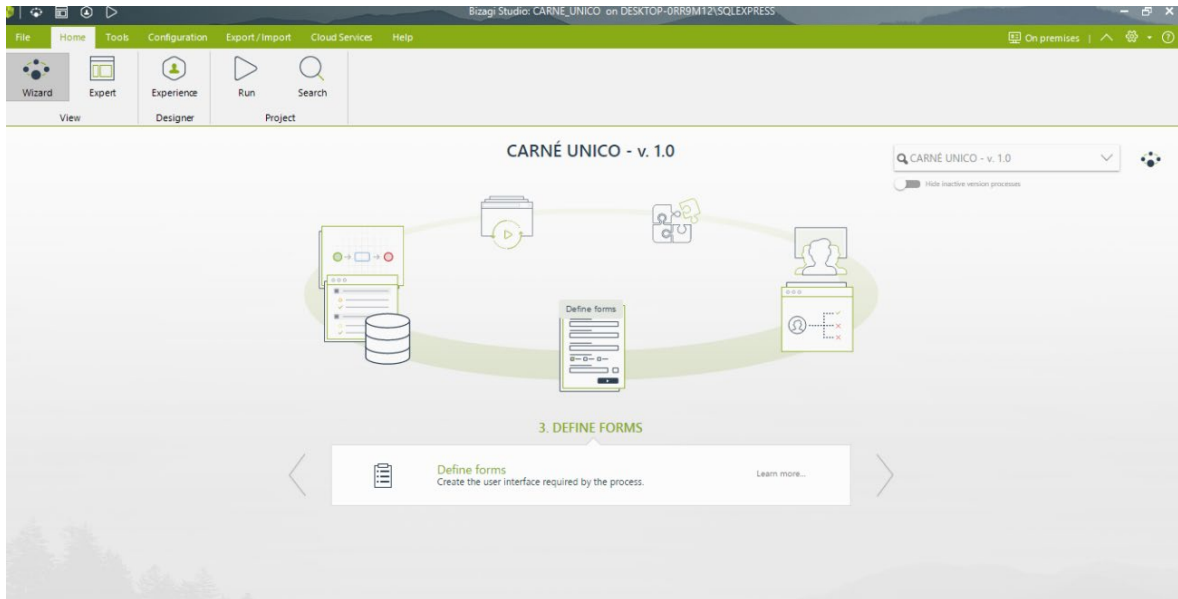 Bizagi Studio: CARNE_UNICO on DESKTOP-0RR9M12\SQLEXPRESS
File Home Tools Configuration Export/Import Cloud Services Help On premises
Wizard Expert Experience Run Search
View Designer Project
CARNÉ UNICO - v. 1.0
CARNÉ UNICO - v. 1.0
Hide inactive version processes
Define forms
3. DEFINE FORMS
Define forms
Create the user interface required by the process.
Learn more...